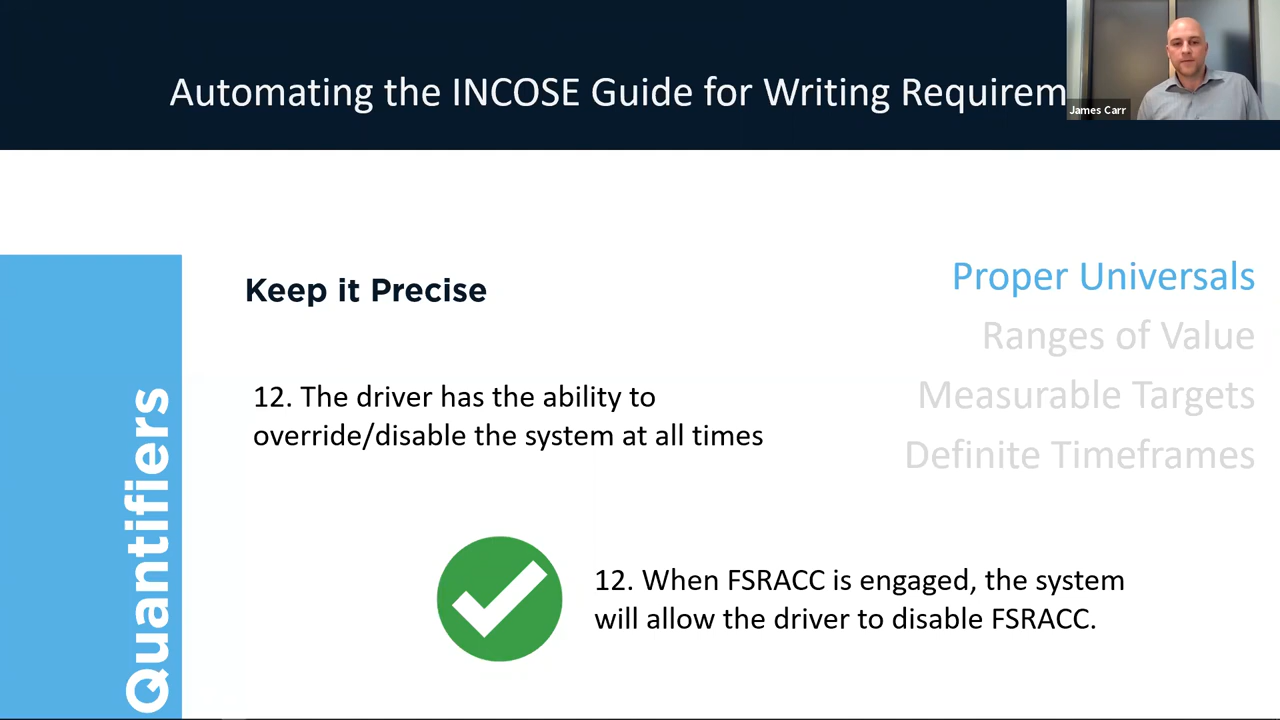 Automating the INCOSE Guide for Writing Requirem
James Carr
Keep it Precise
Proper Universals
Ranges of Value
Measurable Targets
Definite Timeframes
12. The driver has the ability to
override/disable the system at all times
12. When FSRACC is engaged, the system
will allow the driver to disable FSRACC.
Quantifiers